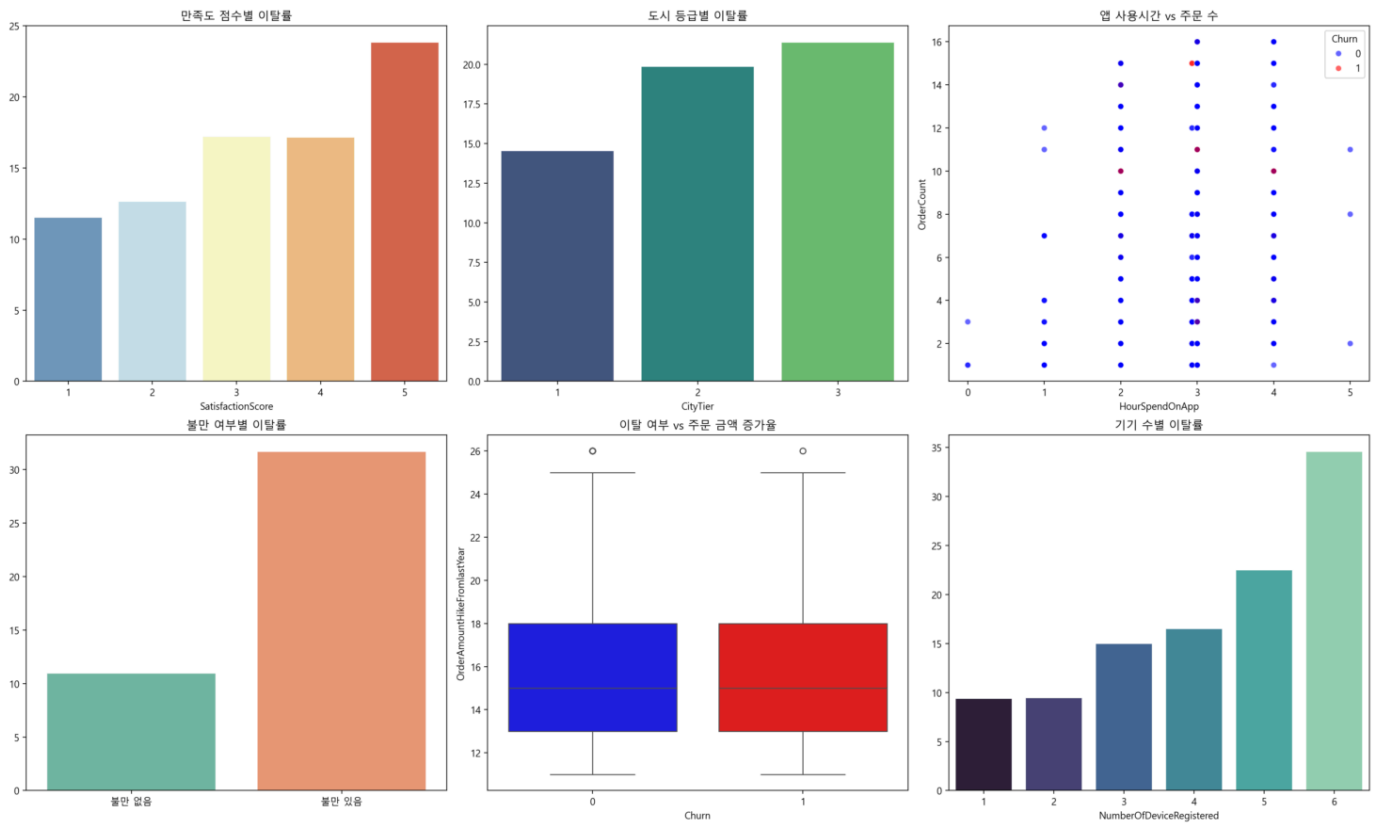 만족도 점수별 이탈률
25
20
15
10
5
0
1 2 3 4 5
SatisfactionScore
도시 등급별 이탈률
20.0
17.5
15.0
12.5
10.0
7.5
5.0
2.5
0.0
1 2 3
CityTier
앱 사용시간 vs 주문 수
Churn
0
1
OrderCount
16
14
12
10
8
6
4
2
0 1 2 3 4 5
HourSpendOnApp
불만 여부별 이탈률
30
25
20
15
10
5
0
불만 없음 불만 있음
이탈 여부 vs 주문 금액 증가율
OrderAmountHikeFromlastYear
26
24
22
20
18
16
14
12
0 1
Churn
기기 수별 이탈률
35
30
25
20
15
10
5
0
1 2 3 4 5 6
NumberOfDeviceRegistered